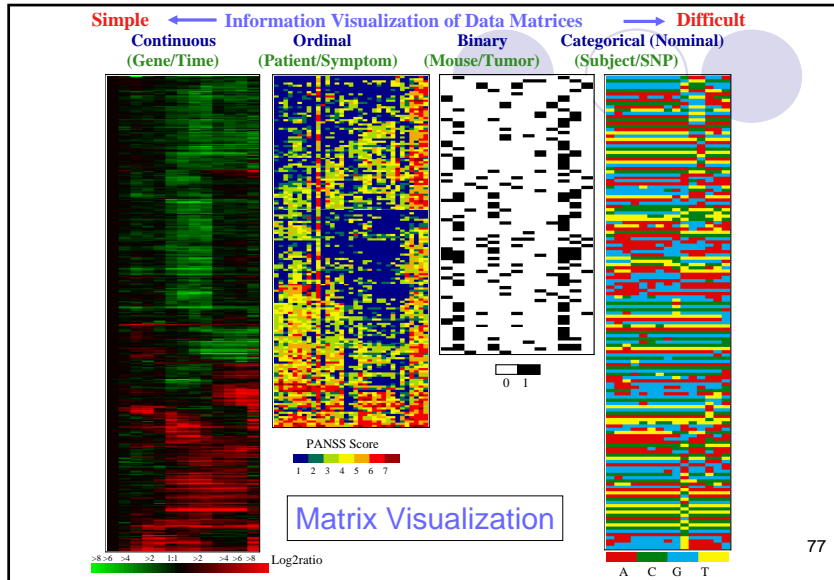 Simple Information Visualization of Data Matrices Difficult
Continuous Ordinal Binary Categorical (Nominal)
(Gene/Time) (Patient/Symptom) (Mouse/Tumor) (Subject/SNP)
0 1
PANSS Score
1 2 3 4 5 6 7
Matrix Visualization
77
>8 >6 >4 >2 1:1 >2 >4 >6 >8 Log2ratio
A C G T